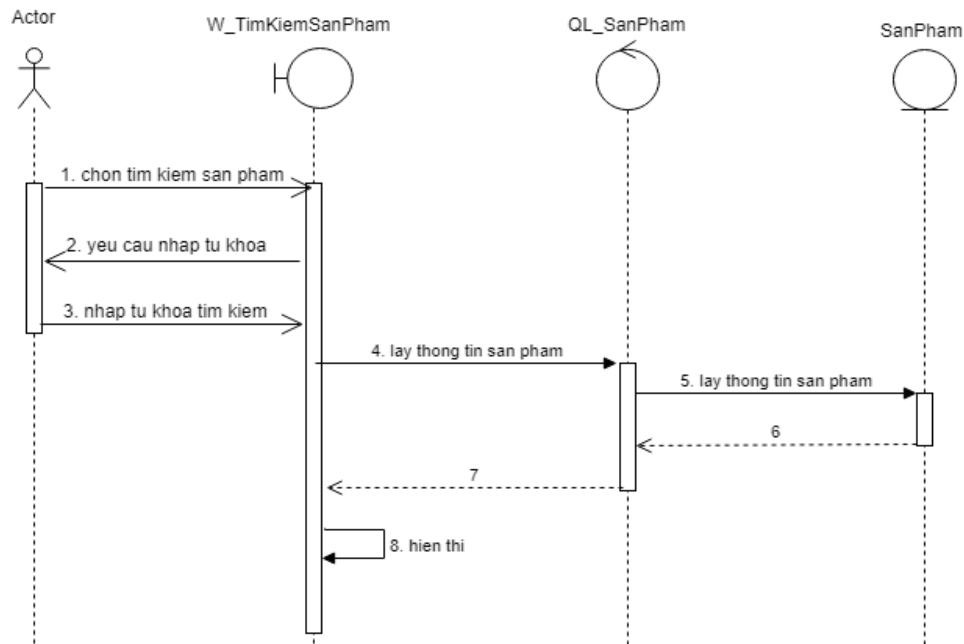 Actor
W_TimKiemSanPham
QL_SanPham
SanPham
1. chon tim kiem san pham
2. yeu cau nhap tu khoa
3. nhap tu khoa tim kiem
4. lay thong tin san pham
5. lay thong tin san pham
6
7
8. hien thi